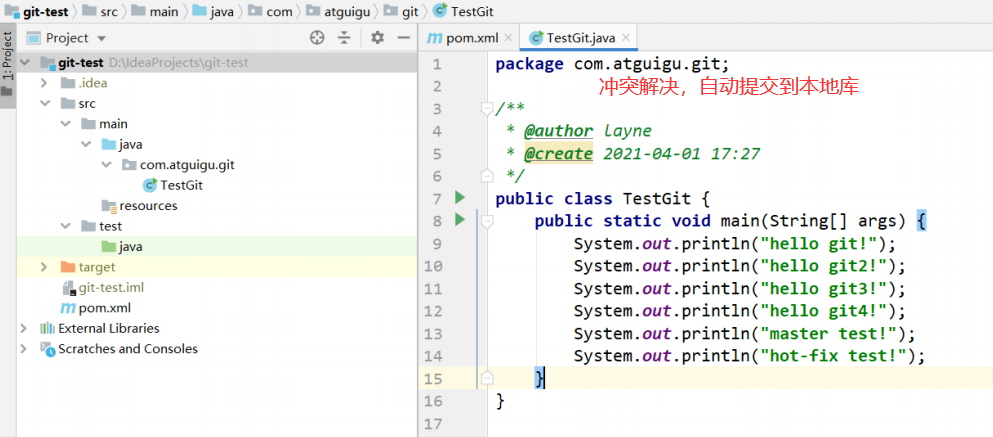 git-test src main java com atguigu git TestGit
1: Project
Project
pom.xml TestGit.java
git-test D:\IdeaProjects\git-test
.idea
src
main
java
com.atguigu.git
TestGit
resources
test
java
target
git-test.iml
pom.xml
External Libraries
Scratches and Consoles
1 package com.atguigu.git;
2 冲突解决，自动提交到本地库
3 /**
4 * @author layne
5 * @create 2021-04-01 17:27
6 */
7 public class TestGit {
8 public static void main(String[] args) {
9 System.out.println("hello git!");
10 System.out.println("hello git2!");
11 System.out.println("hello git3!");
12 System.out.println("hello git4!");
13 System.out.println("master test!");
14 System.out.println("hot-fix test!");
15 }
16 }
17